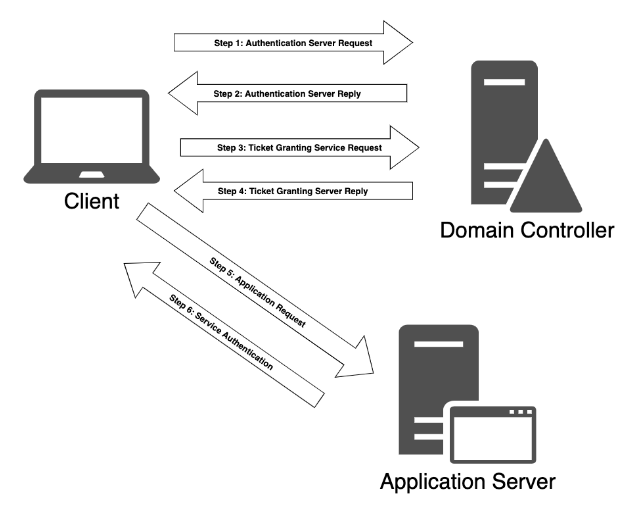 Step 1: Authentication Server Request
Step 2: Authentication Server Reply
Step 3: Ticket Granting Service Request
Step 4: Ticket Granting Server Reply
Client
Domain Controller
Step 5: Application Request
Step 6: Service Authentication
Application Server